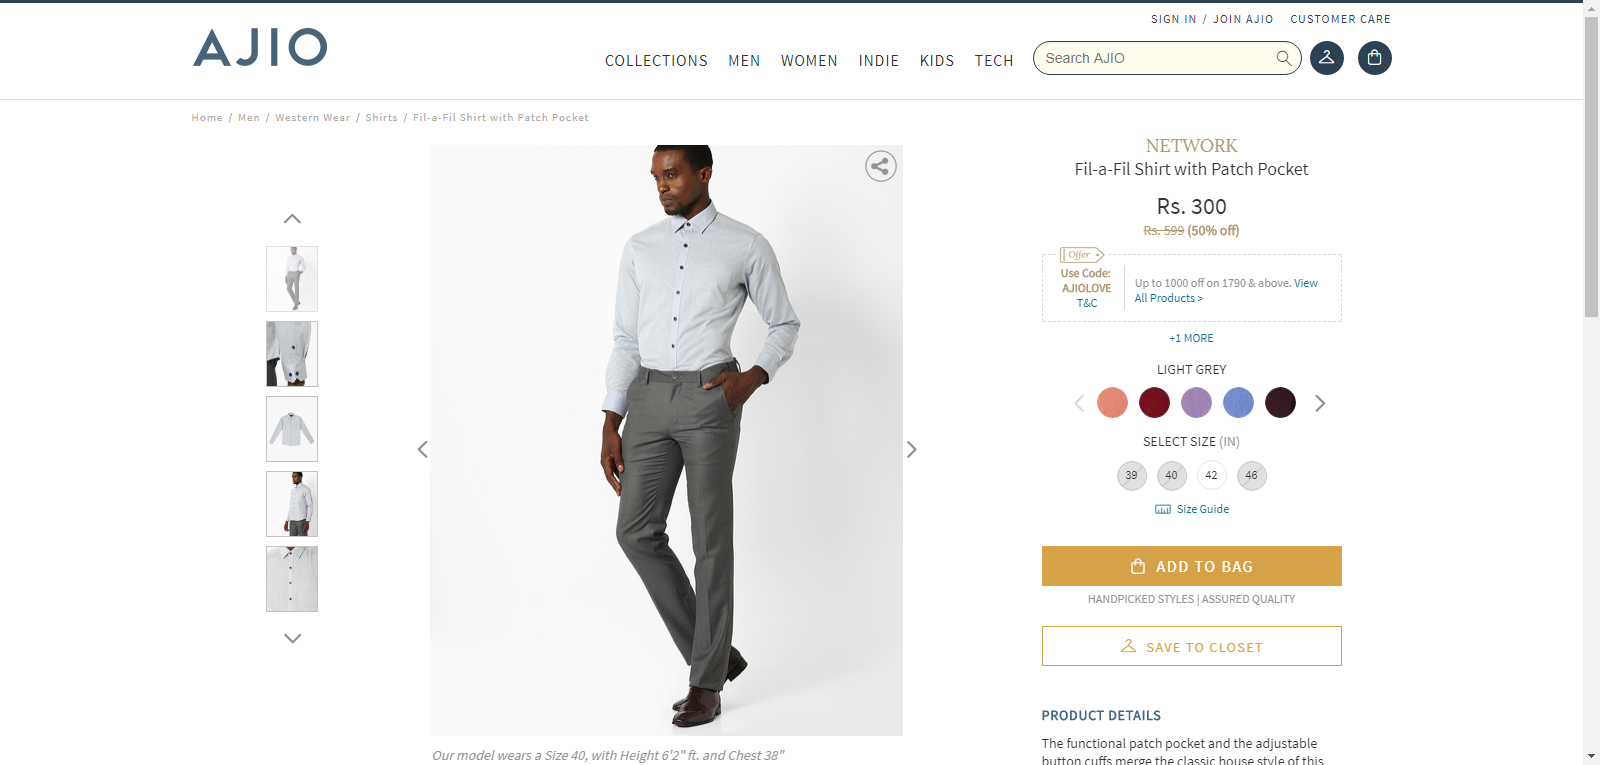 SIGN IN / JOIN AJIO CUSTOMER CARE
AJIO
COLLECTIONS MEN WOMEN INDIE KIDS TECH
Search AJIO
Home / Men / Western Wear / Shirts / Fil-a-Fil Shirt with Patch Pocket
NETWORK
Fil-a-Fil Shirt with Patch Pocket
Rs. 300
Rs. 599 (50% off)
Offer
Use Code:
AJIOLOVE
T&C
Up to 1000 off on 1790 & above. View
All Products >
+1 MORE
LIGHT GREY
SELECT SIZE (IN)
39 40 42 46
Size Guide
ADD TO BAG
HANDPICKED STYLES | ASSURED QUALITY
SAVE TO CLOSET
PRODUCT DETAILS
The functional patch pocket and the adjustable
button cuffs merge the classic house style of this
Our model wears a Size 40, with Height 6'2" ft. and Chest 38"